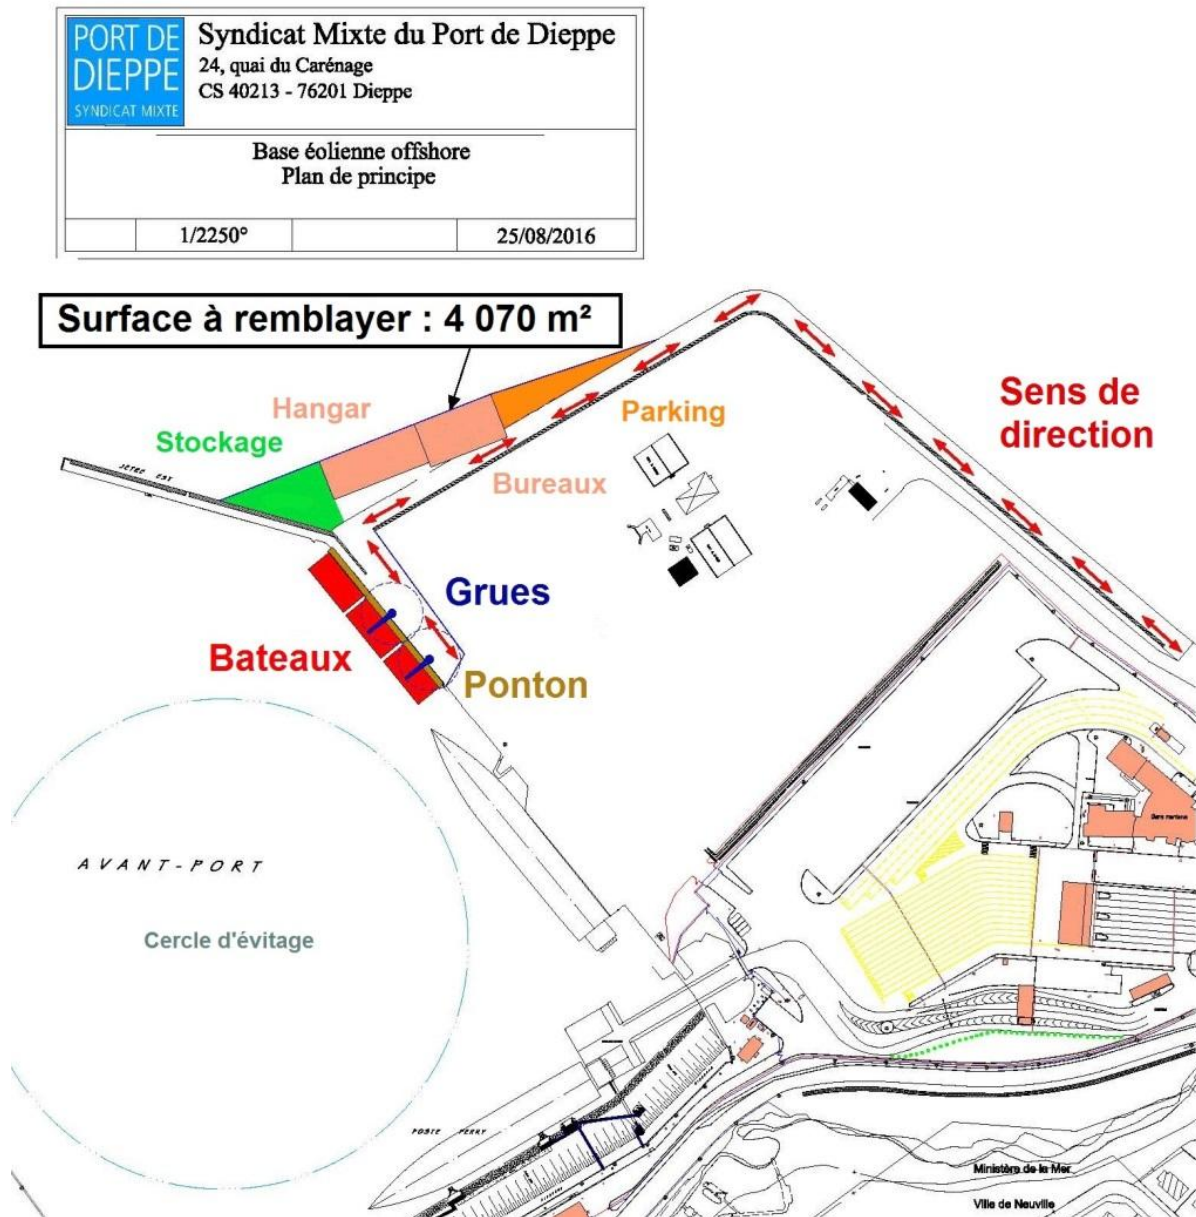 PORT DE
DIEPPE
SYNDICAT MIXTE
Syndicat Mixte du Port de Dieppe
24, quai du Carénage
CS 40213 - 76201 Dieppe
Base éolienne offshore
Plan de principe
1/2250°
25/08/2016
Surface à remblayer : 4 070 m²
Hangar
Parking
Sens de
direction
Stockage
JETEE EST
Bureaux
Grues
Bateaux
Ponton
AVANT-PORT
Cercle d'évitage
POSTE FERRY
Gare maritime
Ministère de la Mer
Ville de Neuville